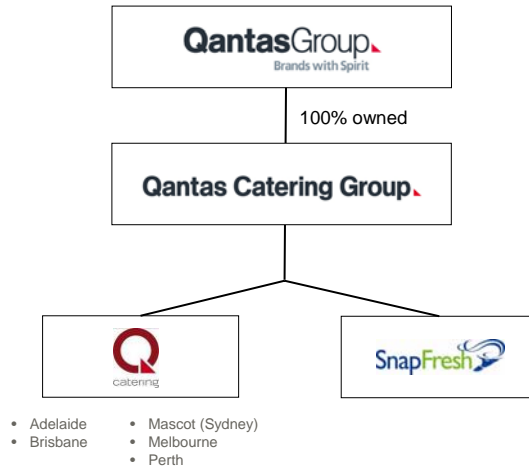 QantasGroup.
Brands with Spirit
100% owned
Qantas Catering Group.
Q
catering
SnapFresh
• Adelaide
• Brisbane
• Mascot (Sydney)
• Melbourne
• Perth